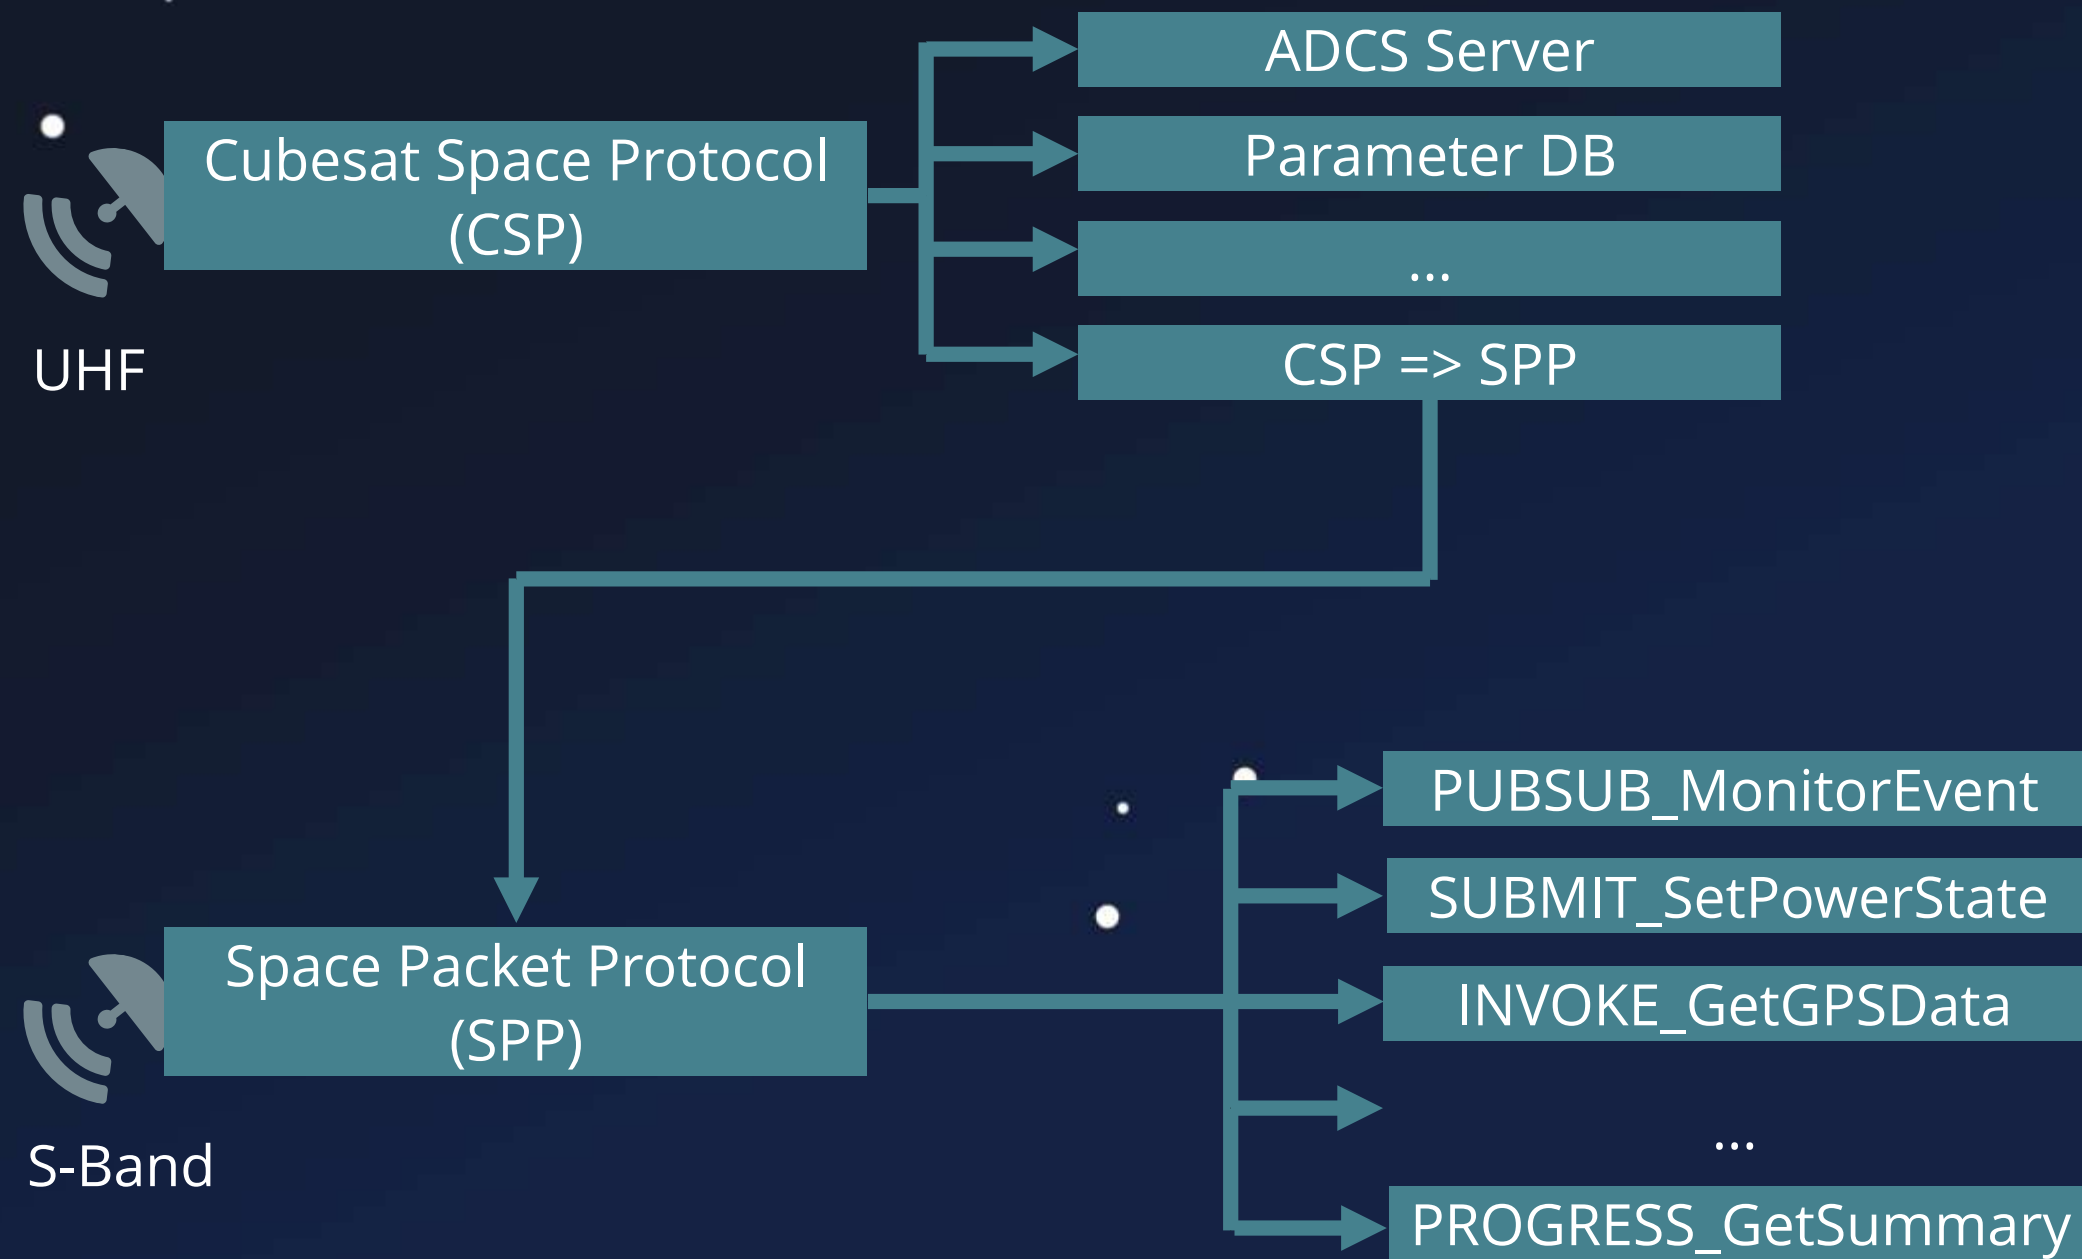 ADCS Server
Cubesat Space Protocol
(CSP)
Parameter DB
...
CSP => SPP
UHF
PUBSUB_MonitorEvent
SUBMIT_SetPowerState
Space Packet Protocol
(SPP)
INVOKE_GetGPSData
...
S-Band
PROGRESS_GetSummary